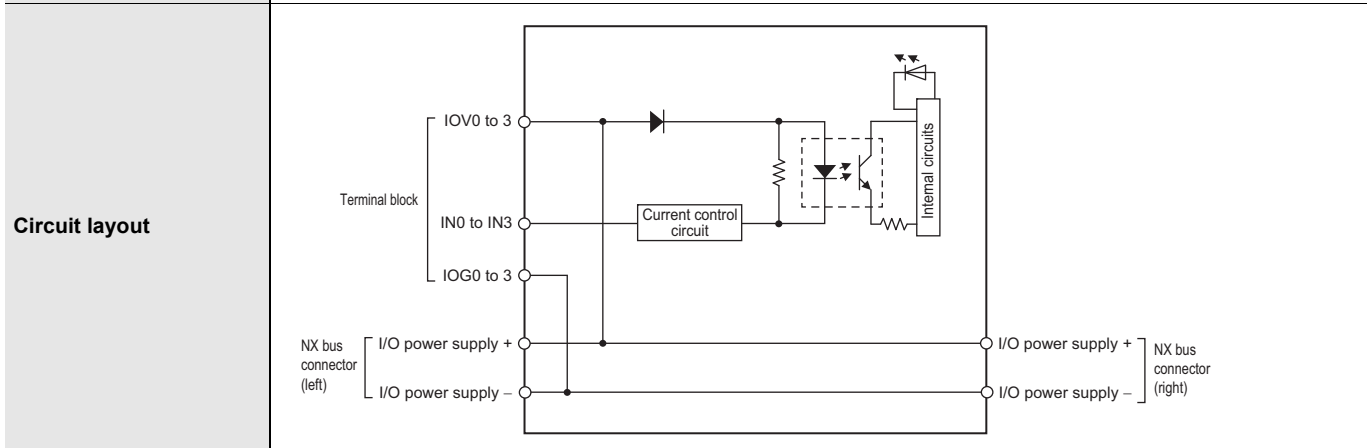 Circuit layout
Terminal block
IOV0 to 3
IN0 to IN3
IOG0 to 3
Current control
circuit
Internal circuits
NX bus
connector
(left)
I/O power supply +
I/O power supply −
I/O power supply +
I/O power supply −
NX bus
connector
(right)